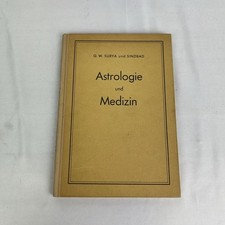 G. W. SURYA und SINDBAD
Astrologie
und
Medizin